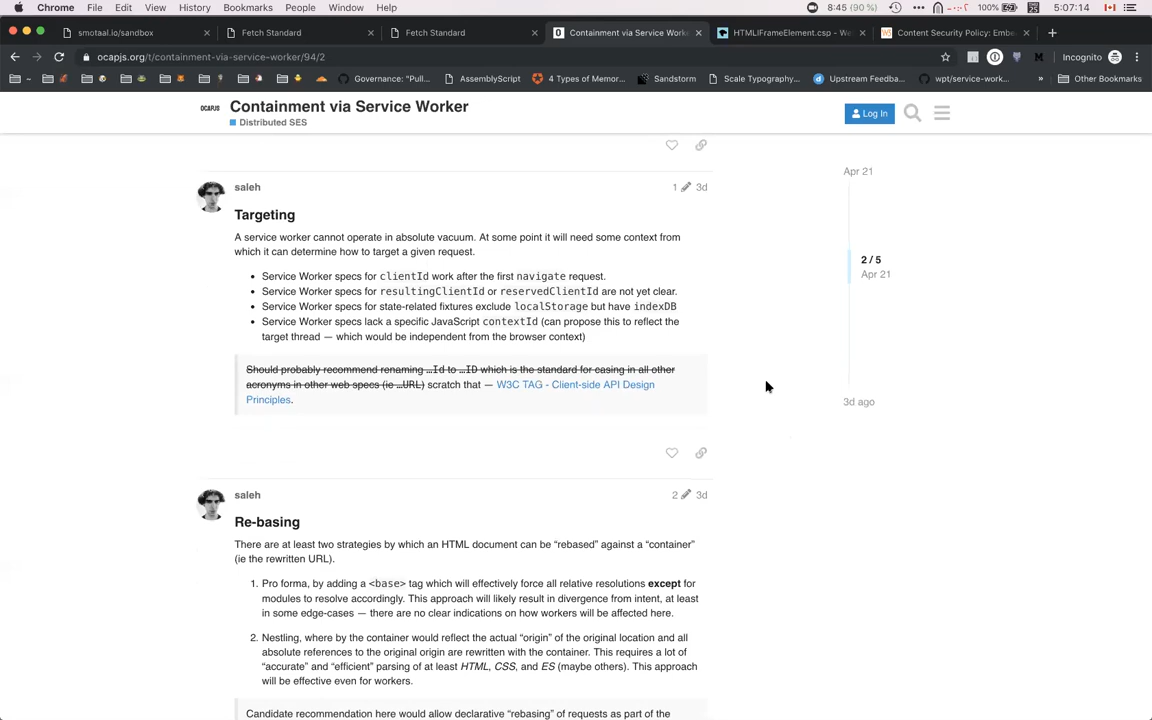 Chrome File Edit View History Bookmarks People Window Help 8:45 (90 %) 100% 5:07:14
smotaal.io/sandbox Fetch Standard Fetch Standard Containment via Service Work HTMLIFrameElement.csp - We Content Security Policy: Embe
ocapjs.org/t/containment-via-service-worker/94/2 Incognito
Governance: "Pull... AssemblyScript 4 Types of Memor... Sandstorm Scale Typography... Upstream Feedba... wpt/service-work... » Other Bookmarks
OCAPJS Containment via Service Worker
Distributed SES
Log In
Apr 21
saleh 1 3d
Targeting
A service worker cannot operate in absolute vacuum. At some point it will need some context from
which it can determine how to target a given request.
2 / 5
Apr 21
• Service Worker specs for clientId work after the first navigate request.
• Service Worker specs for resultingClientId or reservedClientId are not yet clear.
• Service Worker specs for state-related fixtures exclude localStorage but have indexDB
• Service Worker specs lack a specific JavaScript contextId (can propose this to reflect the
target thread — which would be independent from the browser context)
Should probably recommend renaming …Id to …ID which is the standard for casing in all other
acronyms in other web specs (ie …URL) scratch that — W3C TAG - Client-side API Design
Principles.
3d ago
saleh 2 3d
Re-basing
There are at least two strategies by which an HTML document can be “rebased” against a “container”
(ie the rewritten URL).
1. Pro forma, by adding a <base> tag which will effectively force all relative resolutions except for
modules to resolve accordingly. This approach will likely result in divergence from intent, at least
in some edge-cases — there are no clear indications on how workers will be affected here.
2. Nestling, where by the container would reflect the actual “origin” of the original location and all
absolute references to the original origin are rewritten with the container. This requires a lot of
“accurate” and “efficient” parsing of at least HTML, CSS, and ES (maybe others). This approach
will be effective even for workers.
Candidate recommendation here would allow declarative “rebasing” of requests as part of the